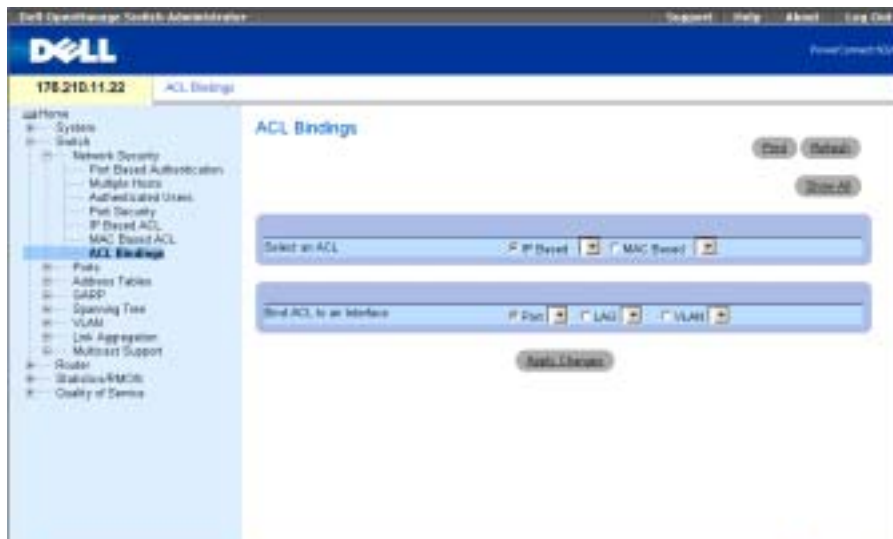 Dell OpenManage Switch Administrator
Support Help About Log Out
DELL
PowerConnect
176.210.11.22
ACL Bindings
Home
System
Switch
Network Security
Port Based Authentication
Multiple Hosts
Authenticated Users
Port Security
IP Based ACL
MAC Based ACL
ACL Bindings
Ports
Address Tables
GARP
Spanning Tree
VLAN
Link Aggregation
Multicast Support
Router
Statistics/RMON
Quality of Service
ACL Bindings
Print Refresh
Show All
Select an ACL IP Based MAC Based
Bind ACL to an Interface Port LAG VLAN
Apply Changes